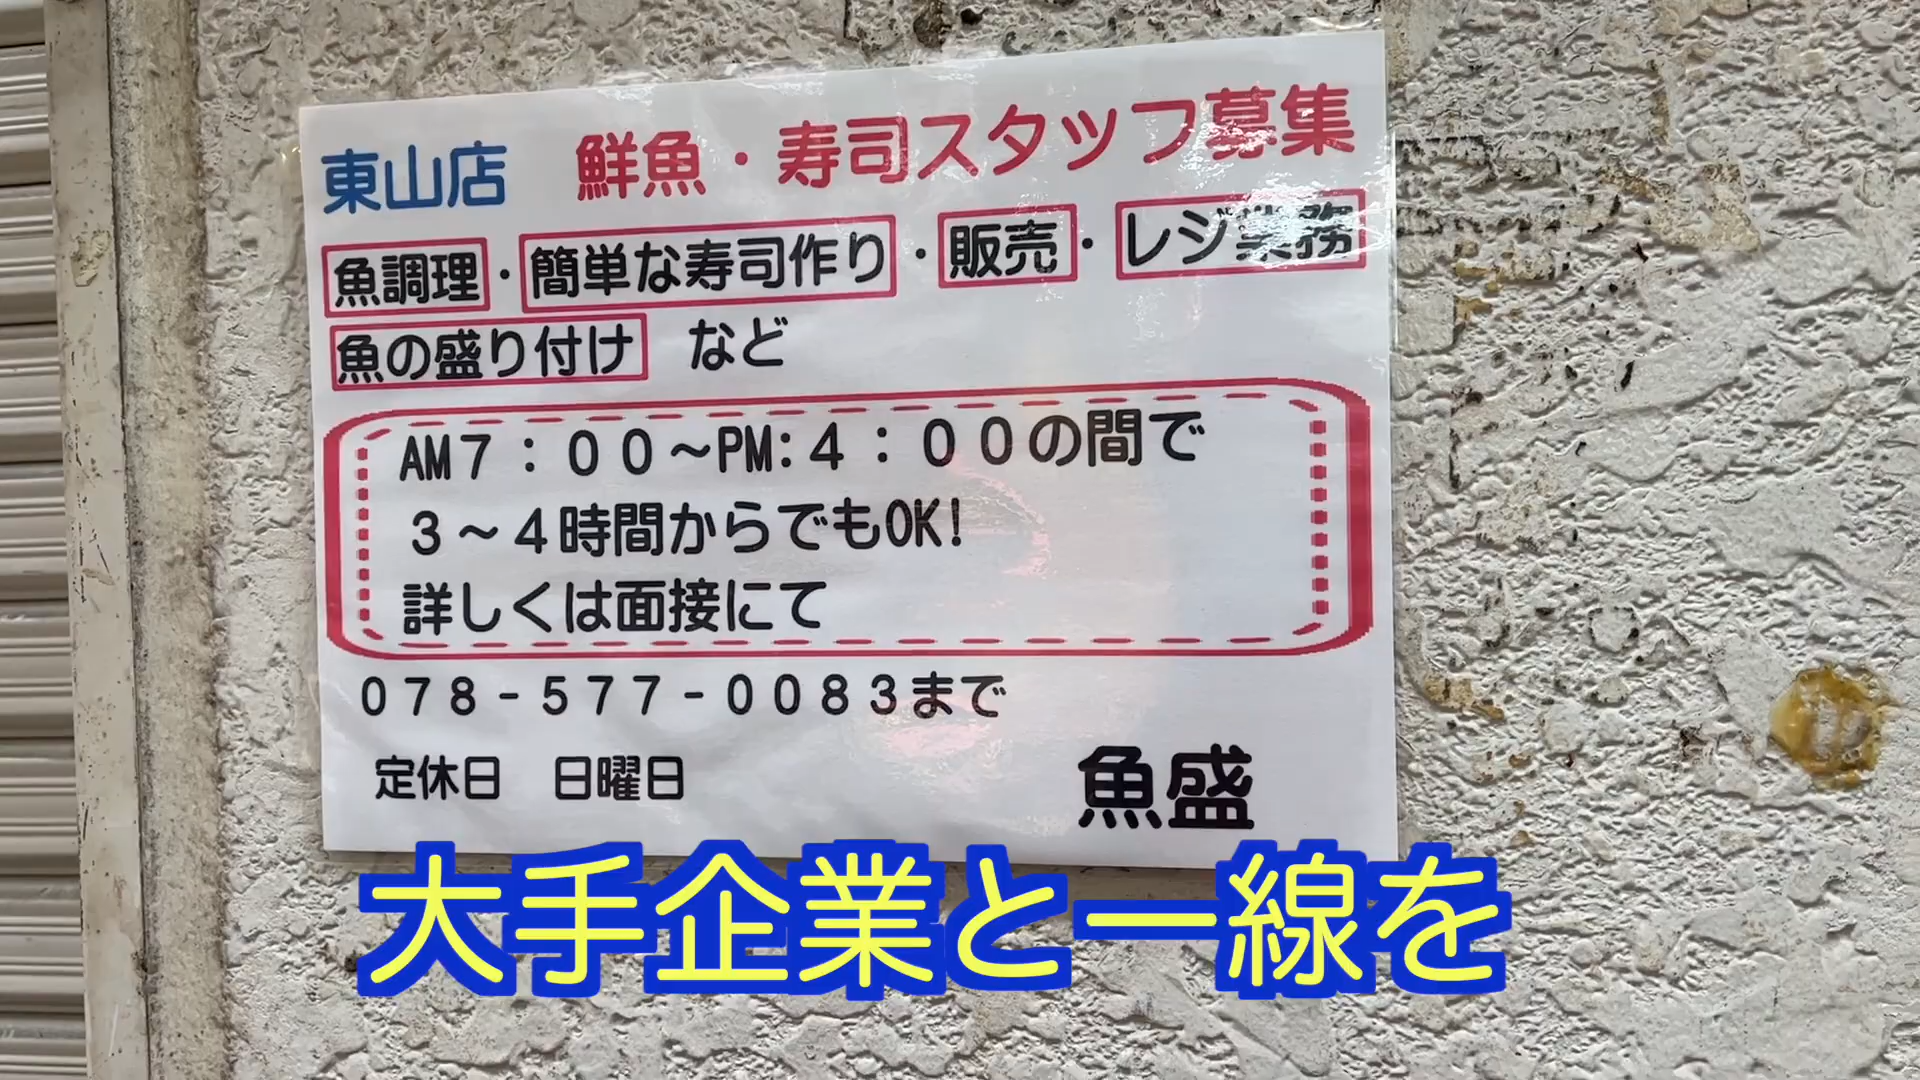 東山店　鮮魚・寿司スタッフ募集
魚調理・簡単な寿司作り・販売・レジ業務
魚の盛り付け　など
AM７：００～PM:４：００の間で
３～４時間からでもOK!
詳しくは面接にて
０７８－５７７－００８３まで
定休日　日曜日
魚盛
大手企業と一線を